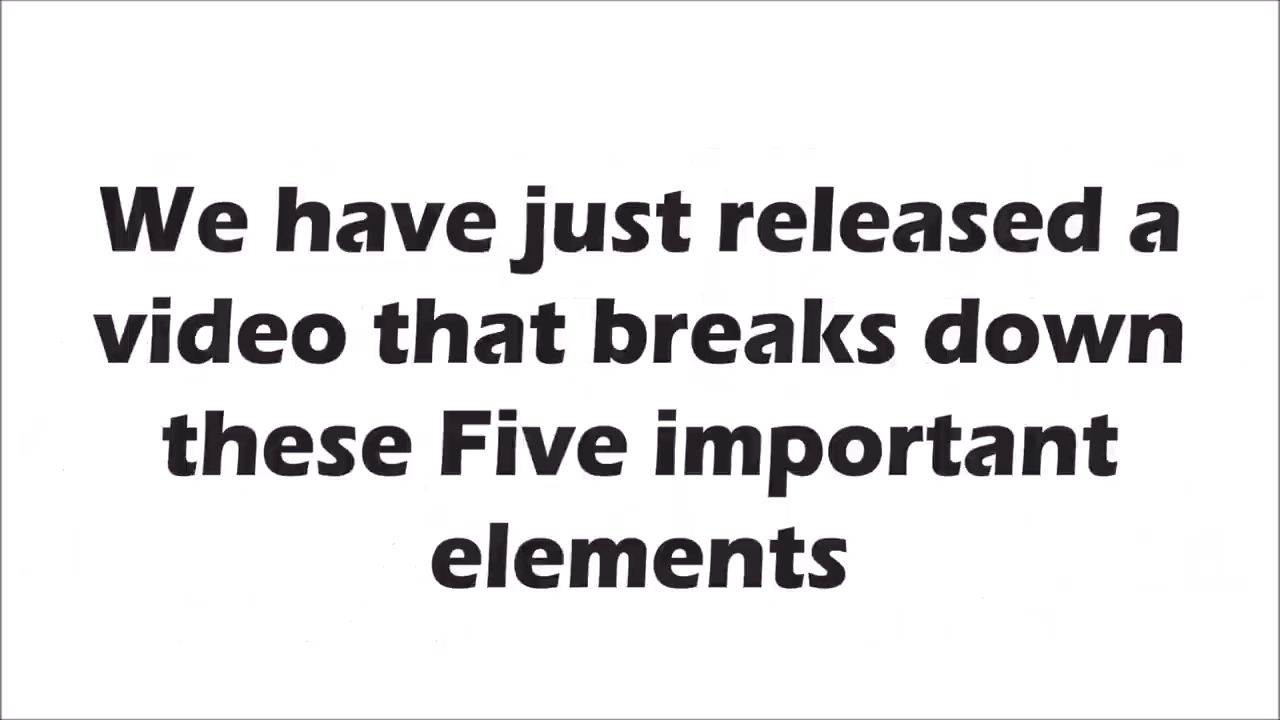 We have just released a
video that breaks down
these Five important
elements